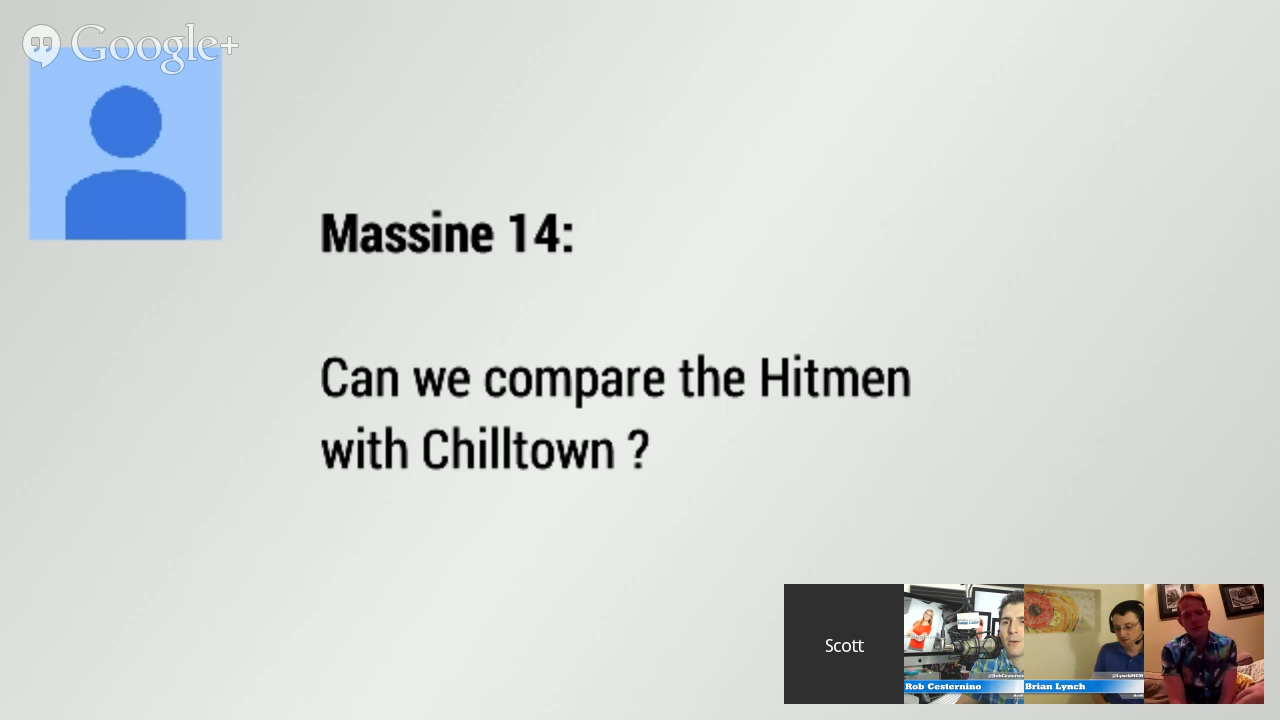 Google+
Massine 14:
Can we compare the Hitmen
with Chilltown ?
Scott
Rob Cesternino
Brian Lynch